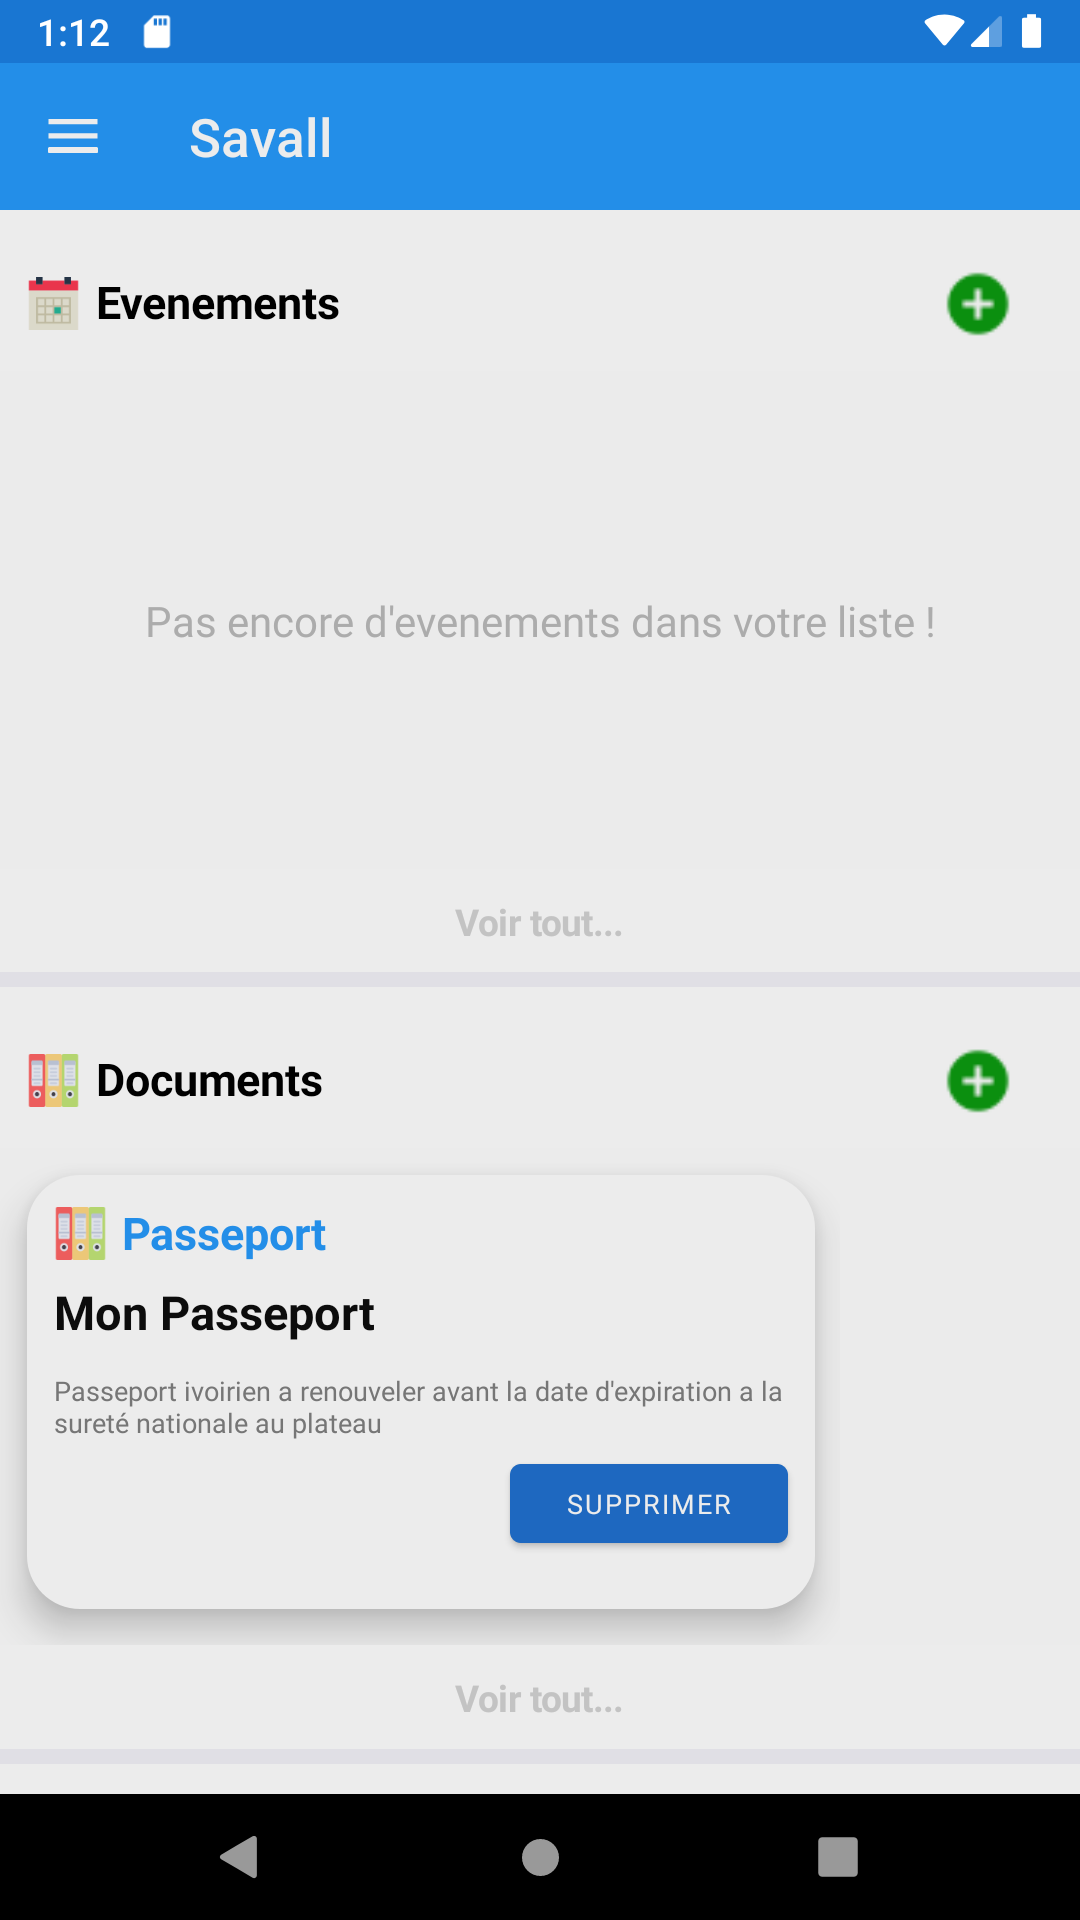 1:12
Savall
Evenements
Pas encore d'evenements dans votre liste !
Voir tout...
Documents
Passeport
Mon Passeport
Passeport ivoirien a renouveler avant la date d'expiration a la
sureté nationale au plateau
SUPPRIMER
Voir tout...